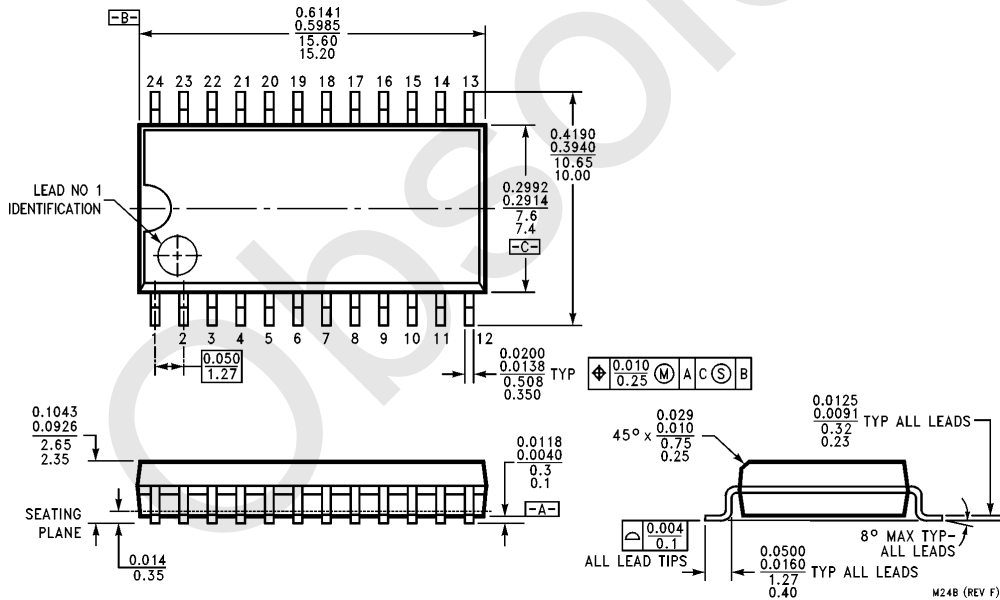 -B-
0.6141
0.5985
15.60
15.20
24 23 22 21 20 19 18 17 16 15 14 13
0.4190
0.3940
10.65
10.00
LEAD NO 1
IDENTIFICATION
0.2992
0.2914
7.6
7.4
-C-
2 3 4 5 6 7 8 9 10 11 12
0.050
1.27
0.0200
0.0138
0.508
0.350
TYP
⌖ 0.010 0.25 Ⓜ A C Ⓢ B
0.1043
0.0926
2.65
2.35
0.0118
0.0040
0.3
0.1
-A-
SEATING
PLANE
0.014
0.35
45° x
0.029
0.010
0.75
0.25
0.0125
0.0091
0.32
0.23
TYP ALL LEADS
0.004
0.1
ALL LEAD TIPS
0.0500
0.0160
1.27
0.40
TYP ALL LEADS
8° MAX TYP-
ALL LEADS
M24B (REV F)
Obsol